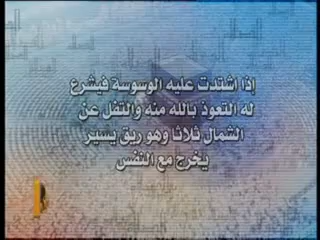 إذا اشتدت عليه الوسوسة فيشرع
له التعوذ بالله منه والتفل عن
الشمال ثلاثا وهو ريق يسير
يخرج مع النفس